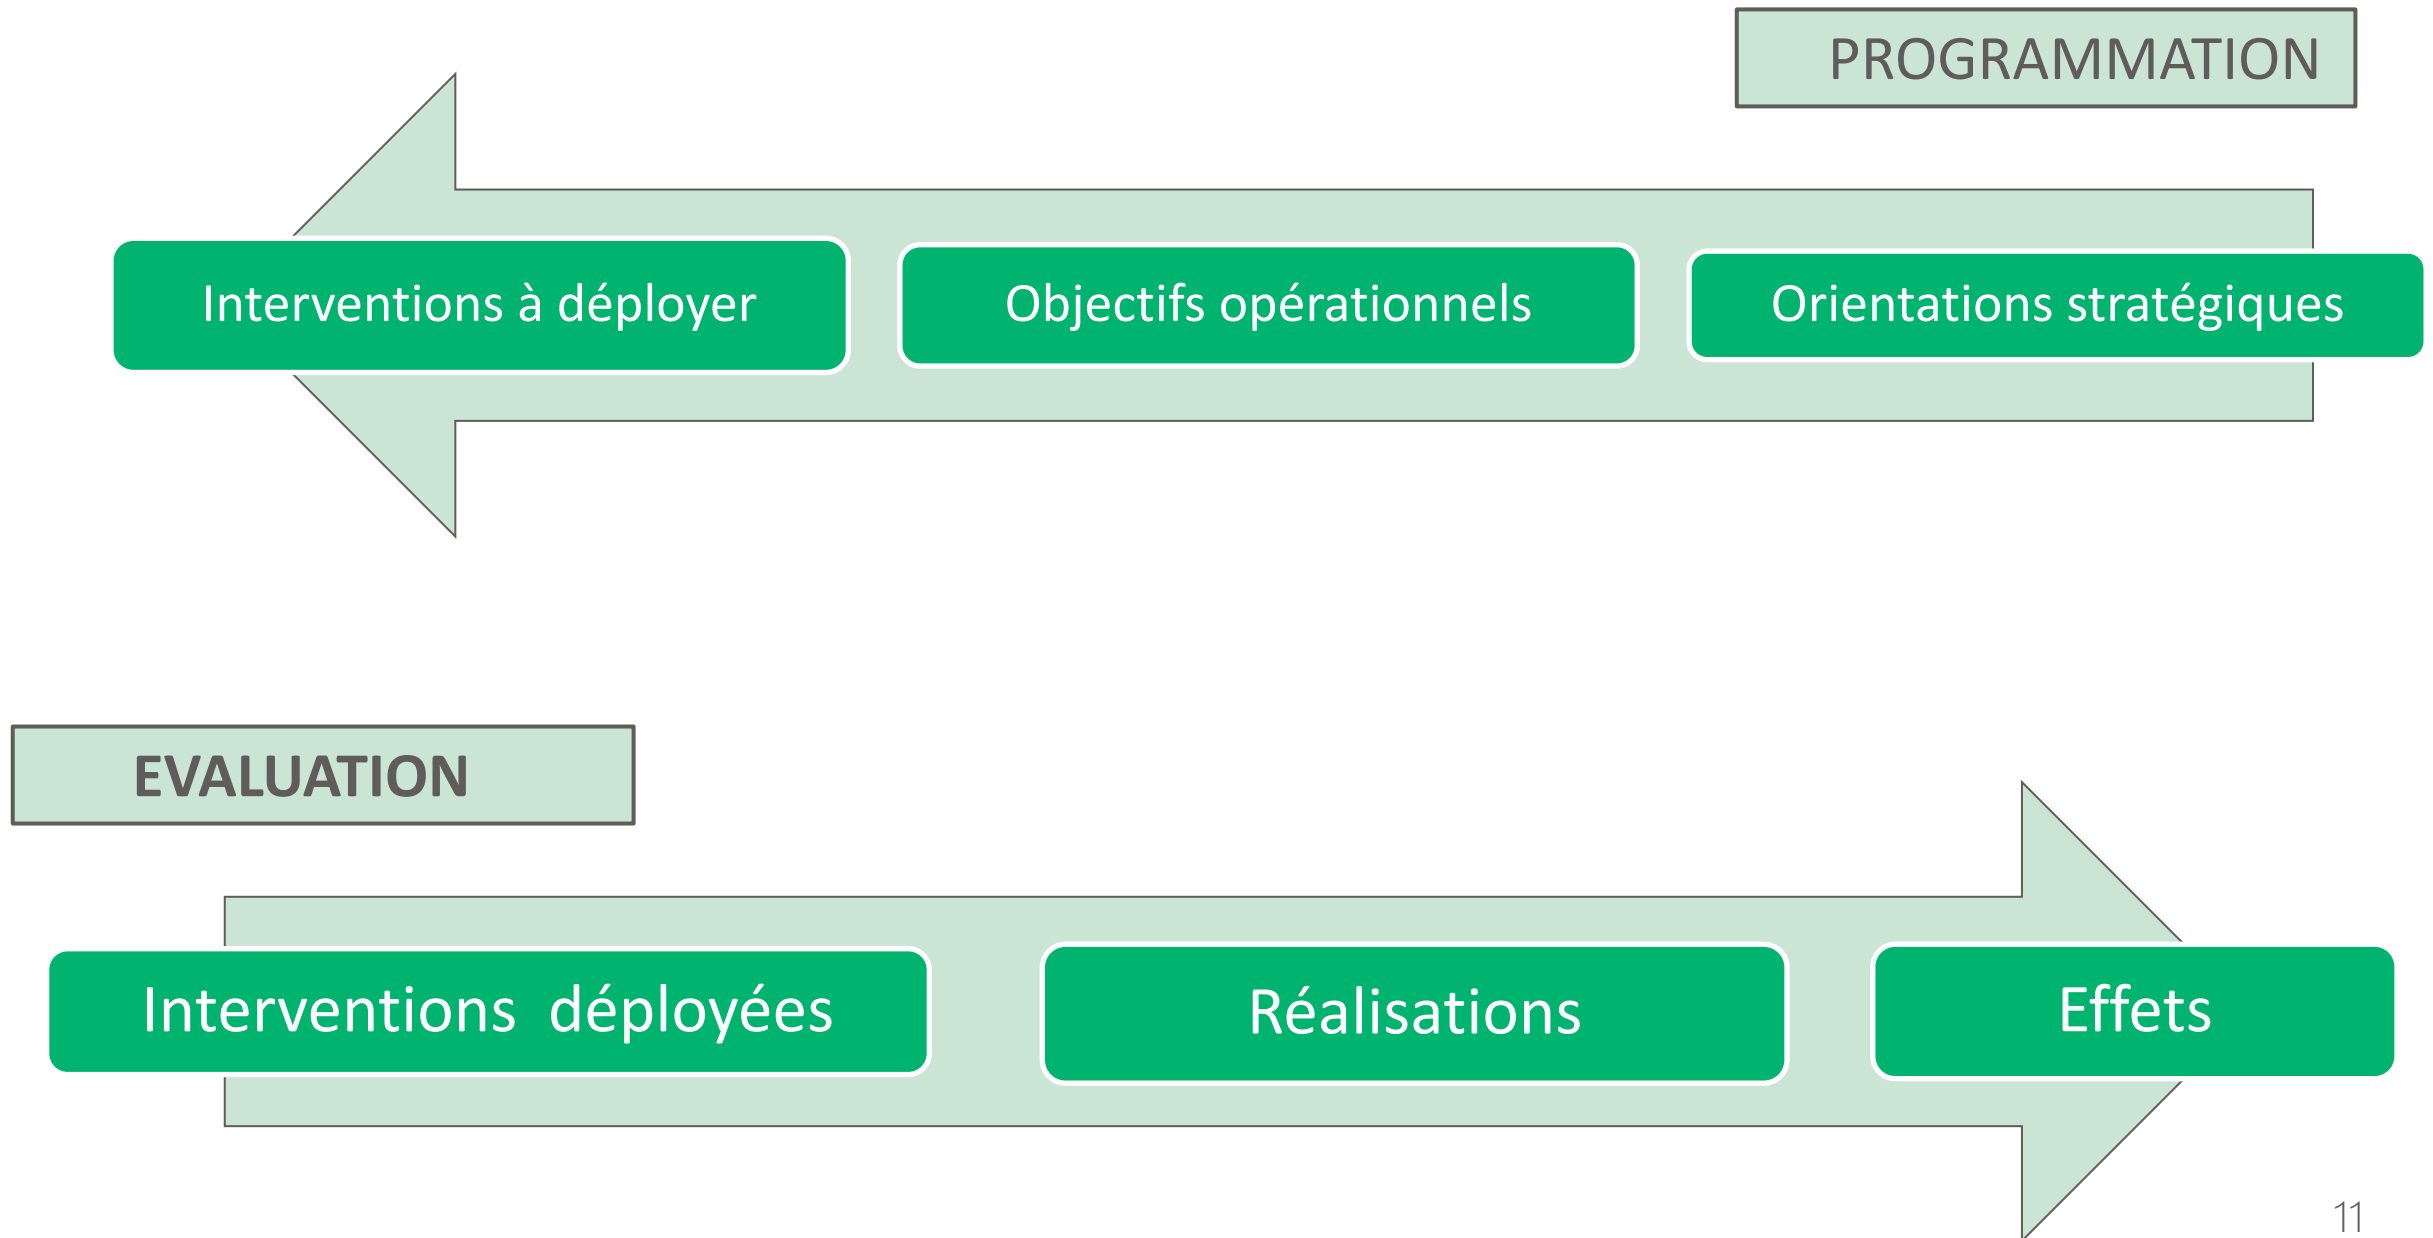 PROGRAMMATION
Interventions à déployer
Objectifs opérationnels
Orientations stratégiques
EVALUATION
Interventions déployées
Réalisations
Effets
11